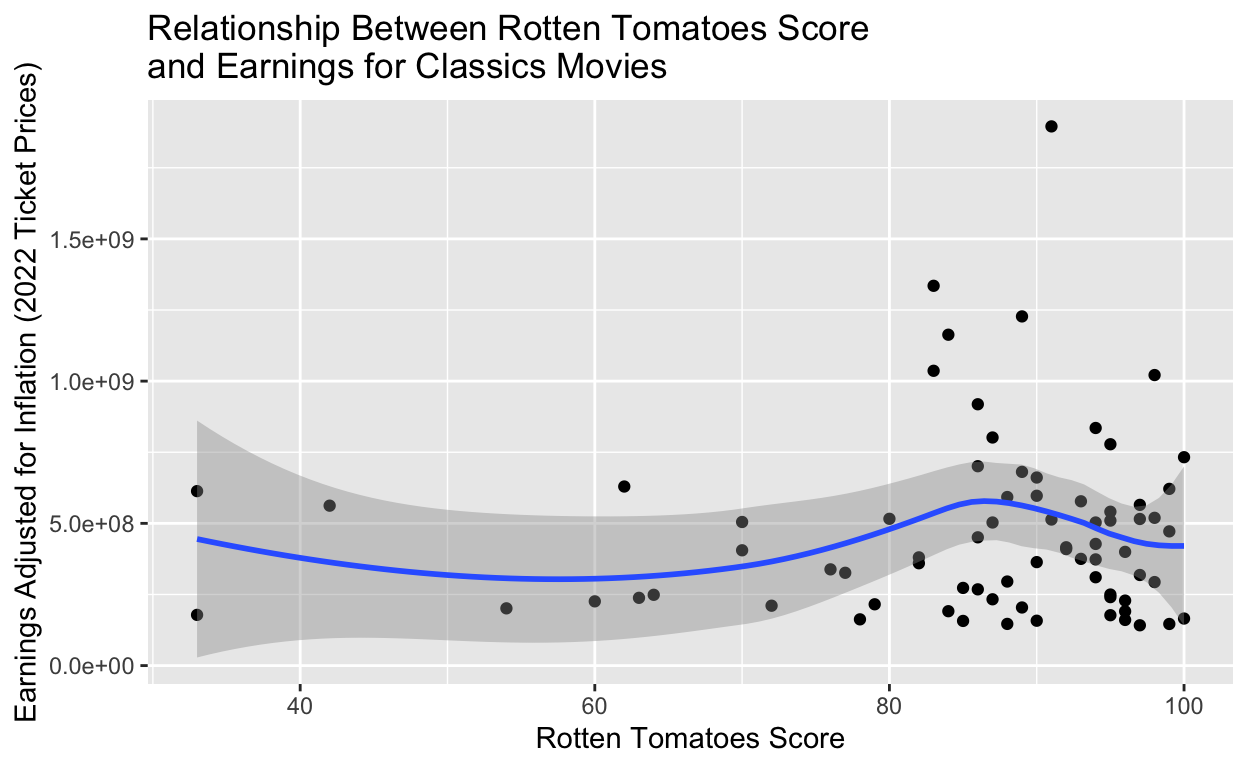 Relationship Between Rotten Tomatoes Score
and Earnings for Classics Movies
Earnings Adjusted for Inflation (2022 Ticket Prices)
1.5e+09
1.0e+09
5.0e+08
0.0e+00
40
60
80
100
Rotten Tomatoes Score